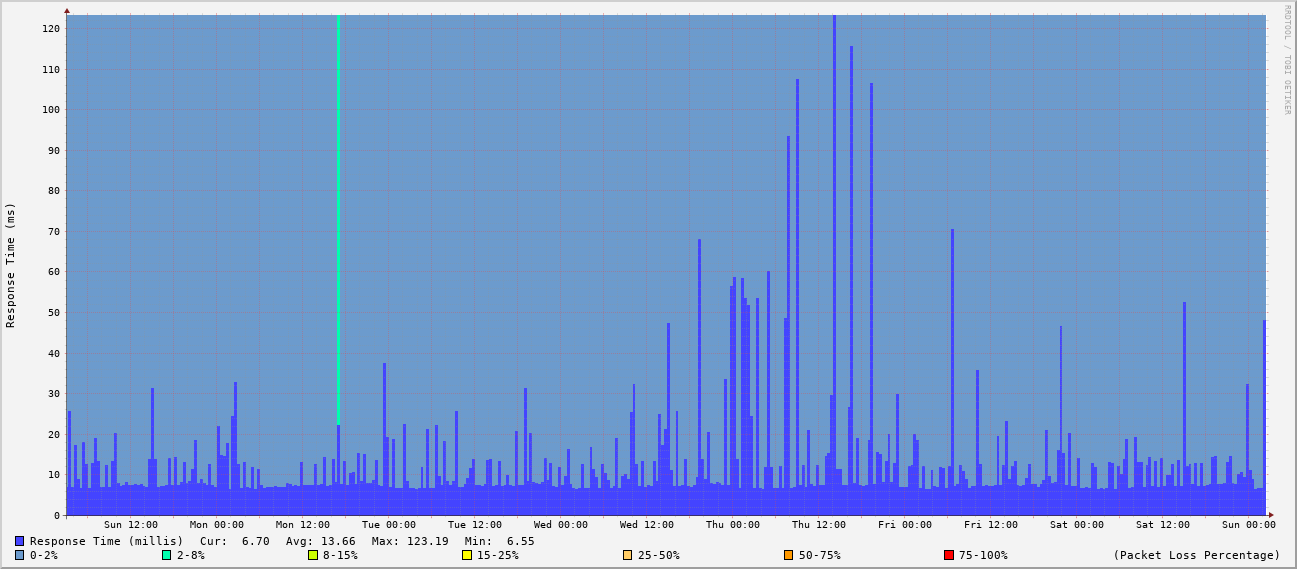 RRDTOOL / TOBI OETIKER
Response Time (ms)
120
110
100
90
80
70
60
50
40
30
20
10
0
Sun 12:00 Mon 00:00 Mon 12:00 Tue 00:00 Tue 12:00 Wed 00:00 Wed 12:00 Thu 00:00 Thu 12:00 Fri 00:00 Fri 12:00 Sat 00:00 Sat 12:00 Sun 00:00
Response Time (millis) Cur: 6.70 Avg: 13.66 Max: 123.19 Min: 6.55
0-2% 2-8% 8-15% 15-25% 25-50% 50-75% 75-100% (Packet Loss Percentage)